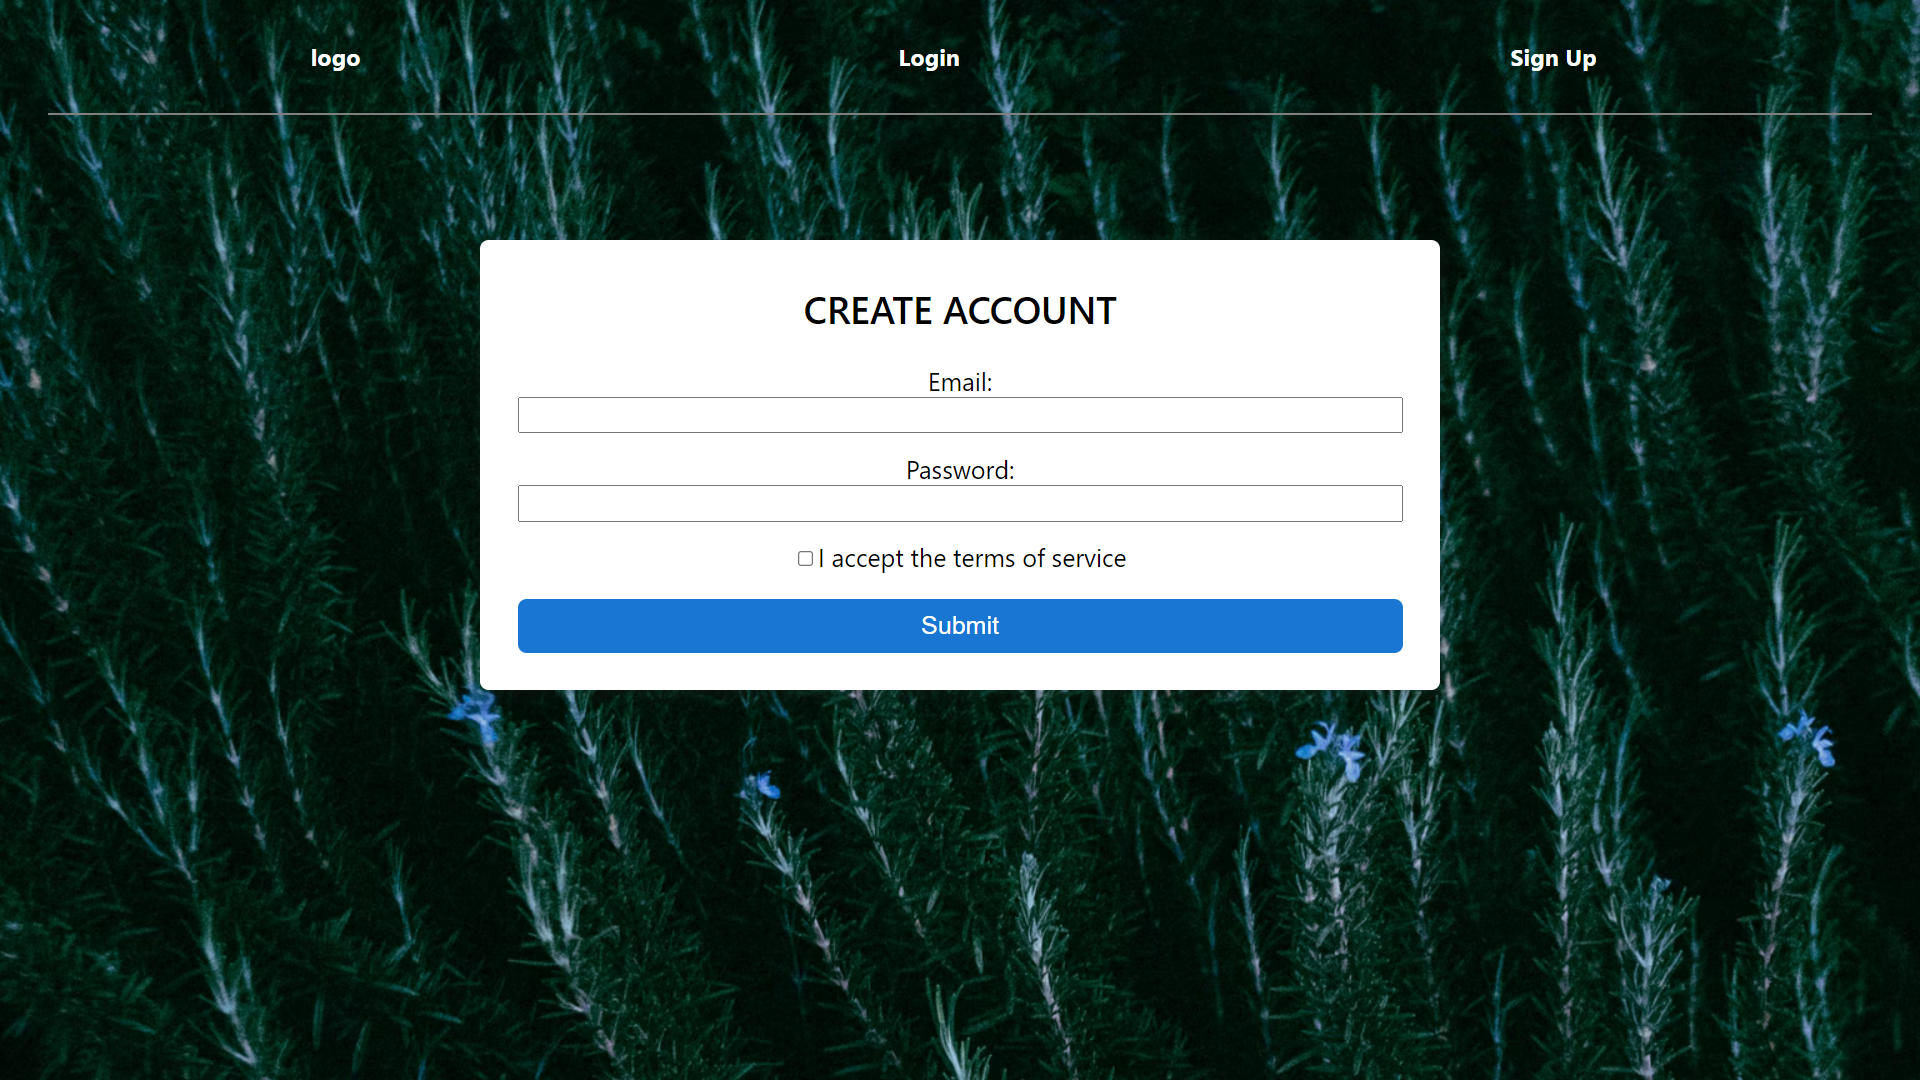 logo
Login
Sign Up
CREATE ACCOUNT
Email:
Password:
I accept the terms of service
Submit